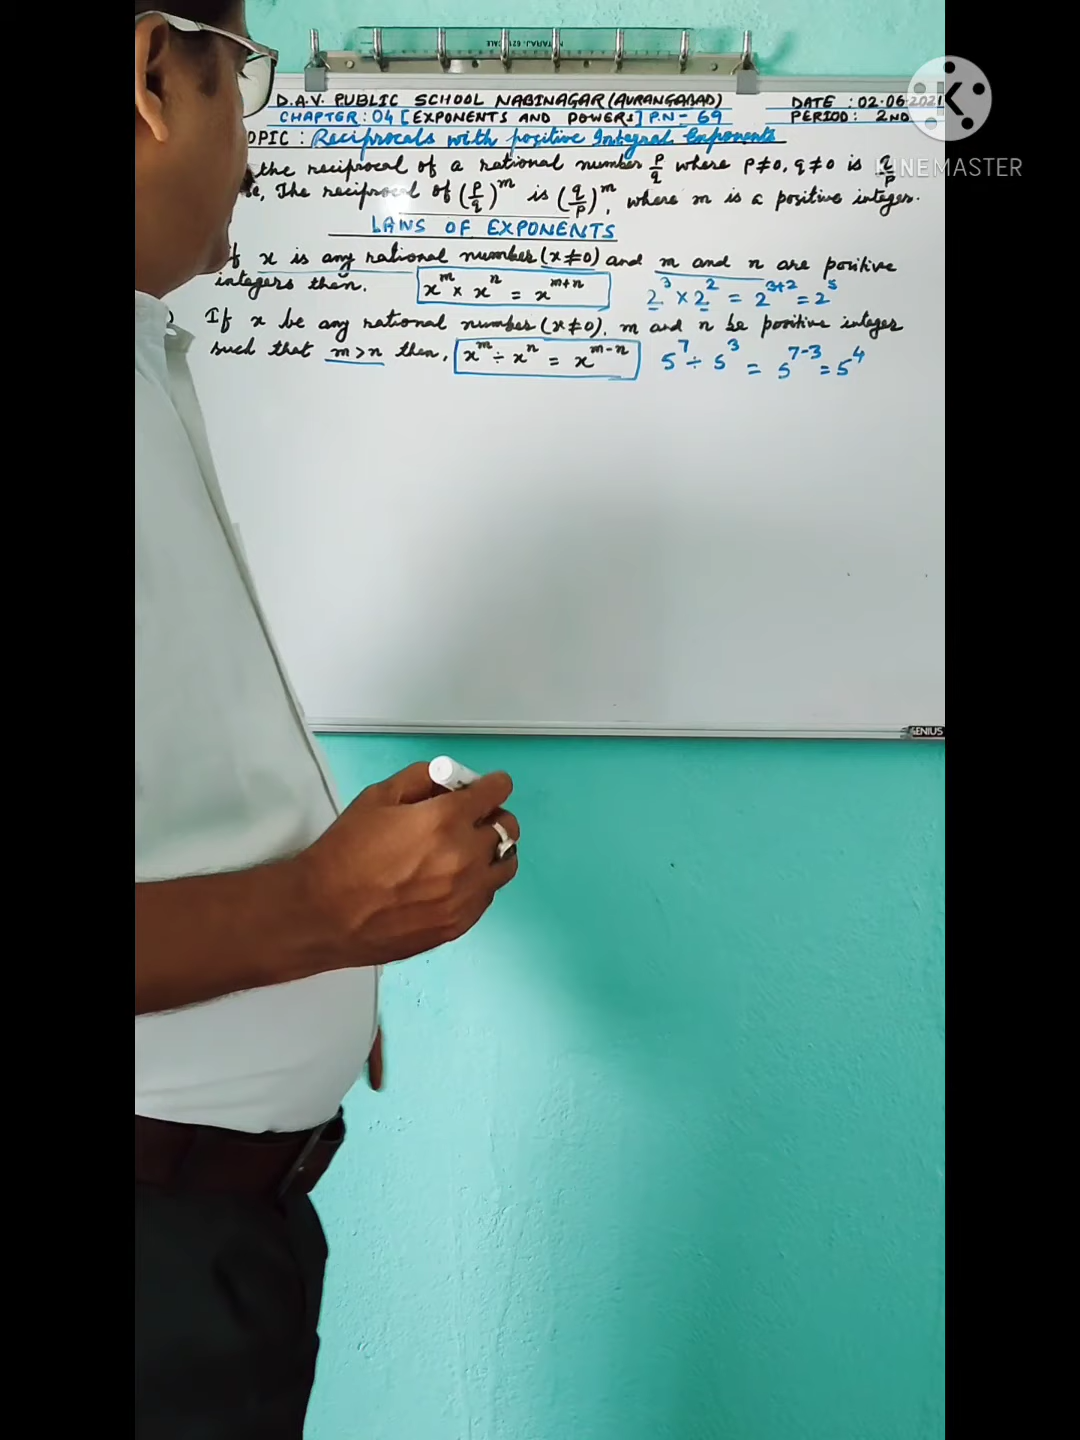 D.A.V. PUBLIC SCHOOL NABINAGAR (AURANGABAD) DATE : 02.06.2021
CHAPTER : 04 [EXPONENTS AND POWERS] P.N- 69 PERIOD: 2ND
OPIC : Reciprocals with positive Integral Exponents
the reciprocal of a rational number p/q where p≠0, q≠0 is q/p
The reciprocal of (p/q)^m is (q/p)^m, where m is a positive integer.
LAWS OF EXPONENTS
If x is any rational number (x≠0) and m and n are positive
integers then. x^m × x^n = x^{m+n} 2^3 × 2^2 = 2^{3+2} = 2^5
If x be any rational number (x≠0), m and n be positive integer
such that m>n then, x^m ÷ x^n = x^{m-n} 5^7 ÷ 5^3 = 5^{7-3} = 5^4
GENIUS
KINEMASTER